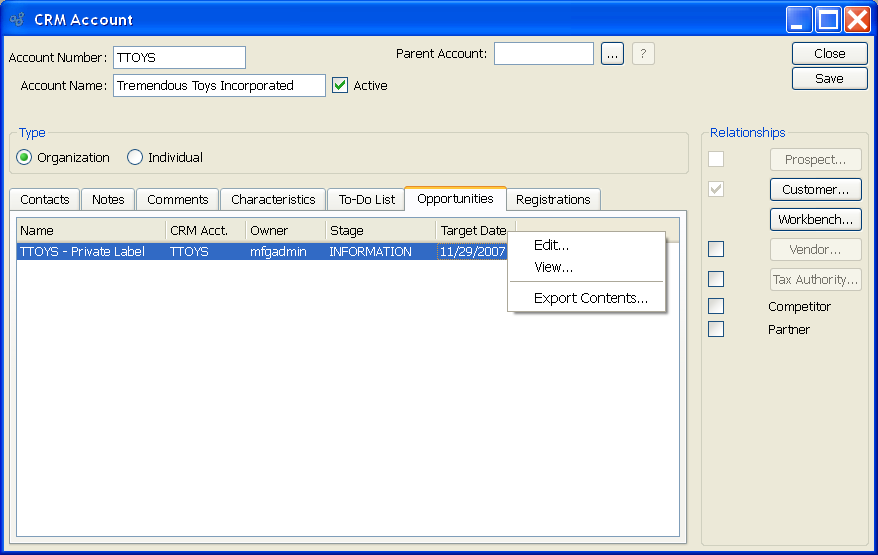 CRM Account
Account Number: TTOYS
Parent Account: ... ?
Close
Account Name: Tremendous Toys Incorporated Active
Save
Type
Organization Individual
Contacts Notes Comments Characteristics To-Do List Opportunities Registrations
Name CRM Acct. Owner Stage Target Date
TTOYS - Private Label TTOYS mfgadmin INFORMATION 11/29/2007
Edit...
View...
Export Contents...
Relationships
Prospect...
Customer...
Workbench...
Vendor...
Tax Authority...
Competitor
Partner